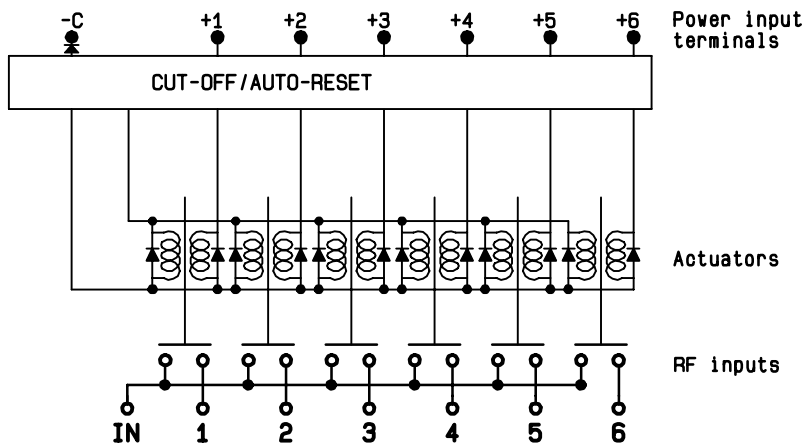 -C +1 +2 +3 +4 +5 +6 Power input
terminals
CUT-OFF/AUTO-RESET
Actuators
RF inputs
IN 1 2 3 4 5 6